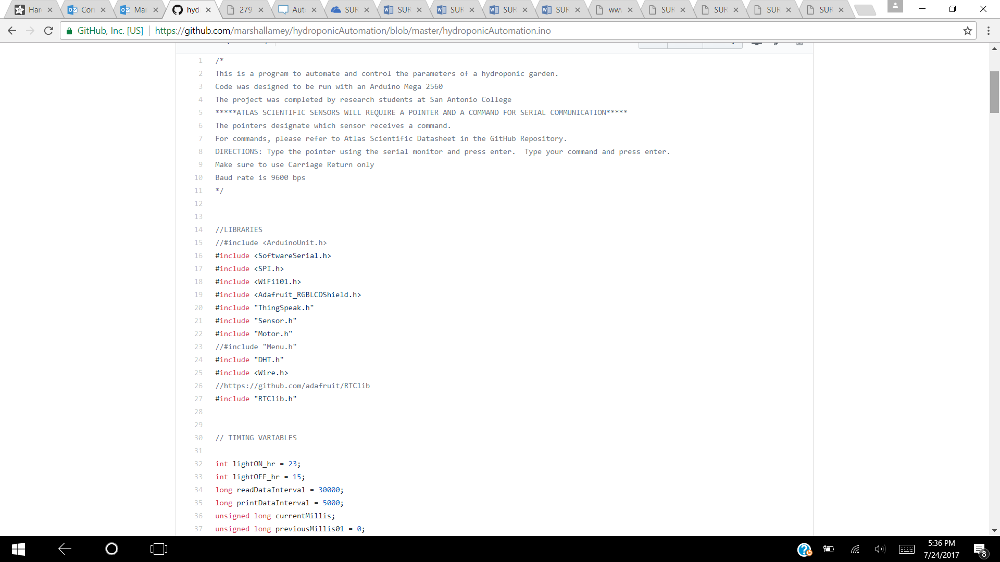 Har
Cor
Mai
hyd
279
Aut
SUR
SUR
SUR
SUR
SUR
ww
SUR
SUR
SUR
SUR
GitHub, Inc. [US]
https://github.com/marshallamey/hydroponicAutomation/blob/master/hydroponicAutomation.ino
1 /*
2 This is a program to automate and control the parameters of a hydroponic garden.
3 Code was designed to be run with an Arduino Mega 2560
4 The project was completed by research students at San Antonio College
5 *****ATLAS SCIENTIFIC SENSORS WILL REQUIRE A POINTER AND A COMMAND FOR SERIAL COMMUNICATION*****
6 The pointers designate which sensor receives a command.
7 For commands, please refer to Atlas Scientific Datasheet in the GitHub Repository.
8 DIRECTIONS: Type the pointer using the serial monitor and press enter.  Type your command and press enter.
9 Make sure to use Carriage Return only
10 Baud rate is 9600 bps
11 */
12
13
14 //LIBRARIES
15 //#include <ArduinoUnit.h>
16 #include <SoftwareSerial.h>
17 #include <SPI.h>
18 #include <WiFi101.h>
19 #include <Adafruit_RGBLCDShield.h>
20 #include "ThingSpeak.h"
21 #include "Sensor.h"
22 #include "Motor.h"
23 //#include "Menu.h"
24 #include "DHT.h"
25 #include <Wire.h>
26 //https://github.com/adafruit/RTClib
27 #include "RTClib.h"
28
29
30 // TIMING VARIABLES
31
32 int lightON_hr = 23;
33 int lightOFF_hr = 15;
34 long readDataInterval = 30000;
35 long printDataInterval = 5000;
36 unsigned long currentMillis;
37 unsigned long previousMillis01 = 0;
5:36 PM
7/24/2017
8